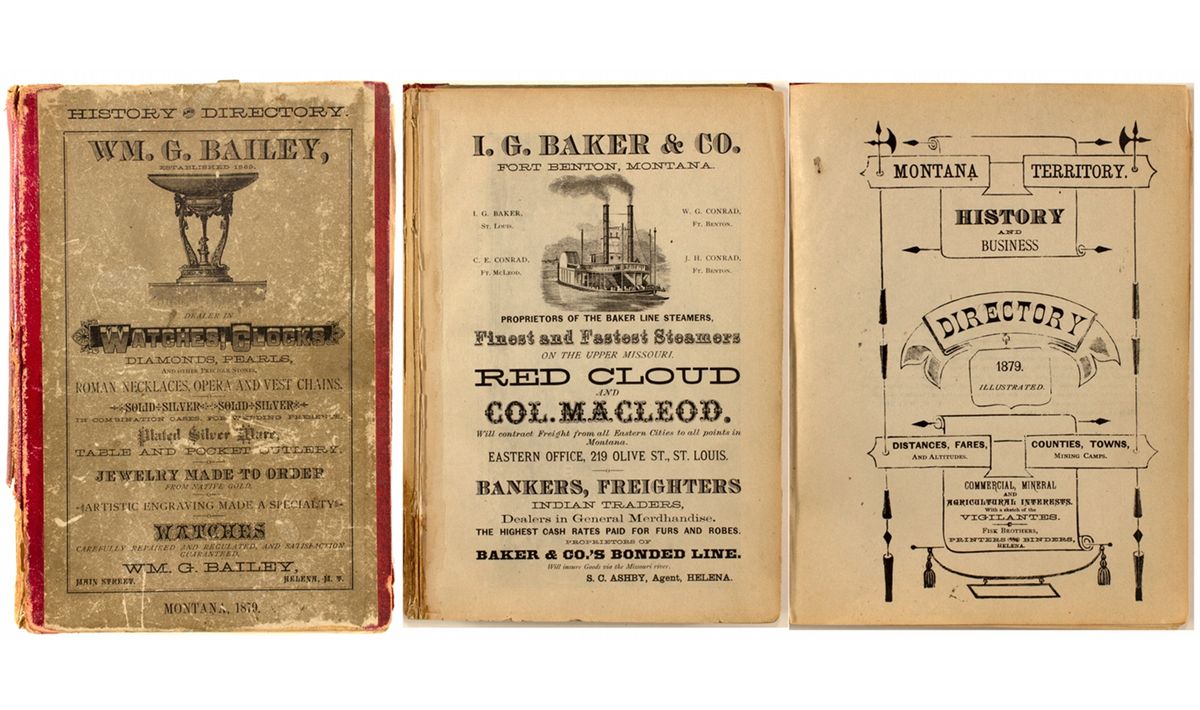 HISTORY AND DIRECTORY.
WM. G. BAILEY,
ESTABLISHED 1865.
DEALER IN
WATCHES, CLOCKS,
DIAMONDS, PEARLS,
AND OTHER PRECIOUS STONES,
ROMAN NECKLACES, OPERA AND VEST CHAINS.
SOLID SILVER SOLID SILVER
IN COMBINATION CASES, FOR WEDDING PRESENTS.
Plated Silver Ware,
TABLE AND POCKET CUTLERY.
JEWELRY MADE TO ORDER
FROM NATIVE GOLD.
ARTISTIC ENGRAVING MADE A SPECIALTY
WATCHES
CAREFULLY REPAIRED AND REGULATED, AND SATISFACTION
GUARANTEED.
WM. G. BAILEY,
MAIN STREET. HELENA, M. T.
MONTANA, 1879.
I. G. BAKER & CO.
FORT BENTON, MONTANA.
I. G. BAKER,
ST. LOUIS.
W. G. CONRAD,
FT. BENTON.
C. E. CONRAD,
FT. MCLEOD.
J. H. CONRAD,
FT. BENTON.
PROPRIETORS OF THE BAKER LINE STEAMERS,
Finest and Fastest Steamers
ON THE UPPER MISSOURI.
RED CLOUD
AND
COL. MACLEOD.
Will contract Freight from all Eastern Cities to all points in
Montana.
EASTERN OFFICE, 219 OLIVE ST., ST. LOUIS.
BANKERS, FREIGHTERS
INDIAN TRADERS,
Dealers in General Merdhandise.
THE HIGHEST CASH RATES PAID FOR FURS AND ROBES.
PROPRIETORS OF
BAKER & CO.'S BONDED LINE.
Will insure Goods via the Missouri river.
S. C. ASHBY, Agent, HELENA.
MONTANA TERRITORY.
HISTORY
AND
BUSINESS
DIRECTORY
1879.
ILLUSTRATED.
DISTANCES, FARES,
AND ALTITUDES.
COUNTIES, TOWNS,
MINING CAMPS.
COMMERCIAL, MINERAL
AND
AGRICULTURAL INTERESTS.
With a sketch of the
VIGILANTES.
FISK BROTHERS,
PRINTERS AND BINDERS,
HELENA.